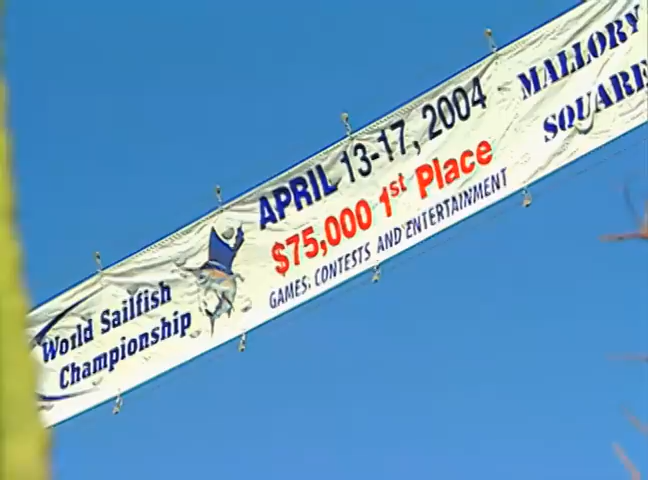 World Sailfish
Championship
APRIL 13-17, 2004
$75,000 1st Place
GAMES, CONTESTS AND ENTERTAINMENT
MALLORY
SQUARE